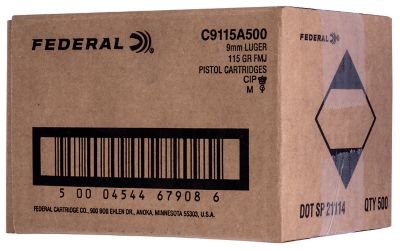 FEDERAL
C9115A500
9mm LUGER
115 GR FMJ
PISTOL CARTRIDGES
CIP
M
5 00 04544 67908 6
FEDERAL CARTRIDGE CO., 900 EHLEN DR., ANOKA, MINNESOTA 55303, U.S.A.
FEDERAL
DOT SP 21114
QTY 500